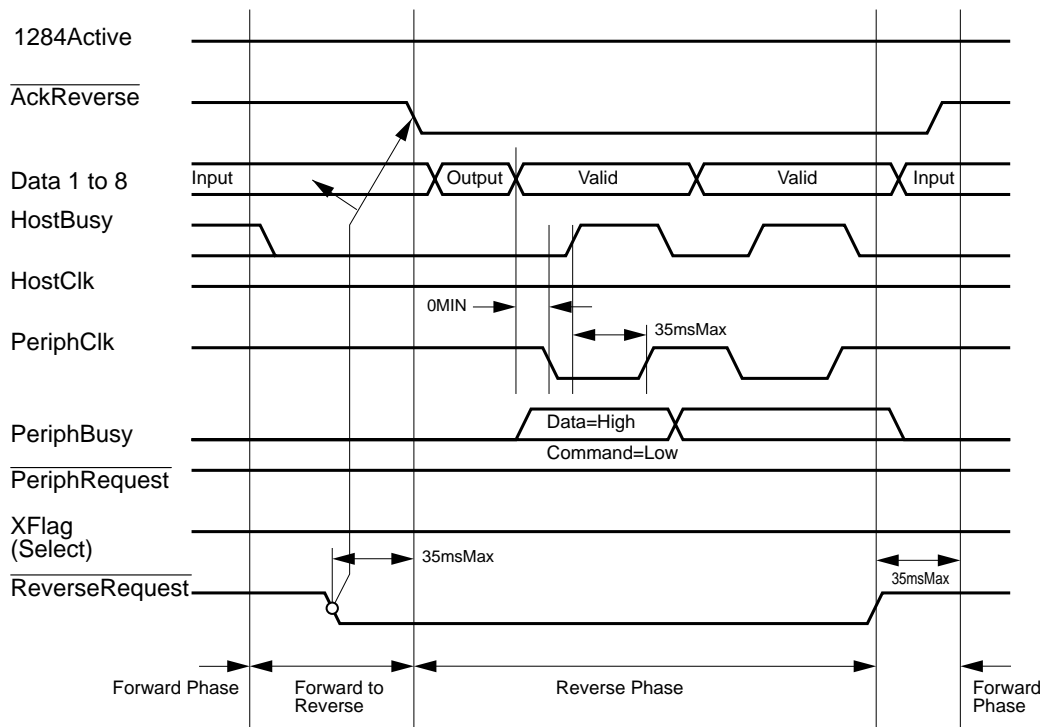 1284Active
AckReverse
Data 1 to 8
Input
Output
Valid
Valid
Input
HostBusy
HostClk
0MIN
35msMax
PeriphClk
PeriphBusy
Data=High
Command=Low
PeriphRequest
XFlag
(Select)
35msMax
35msMax
ReverseRequest
Forward Phase
Forward to
Reverse
Reverse Phase
Forward
Phase